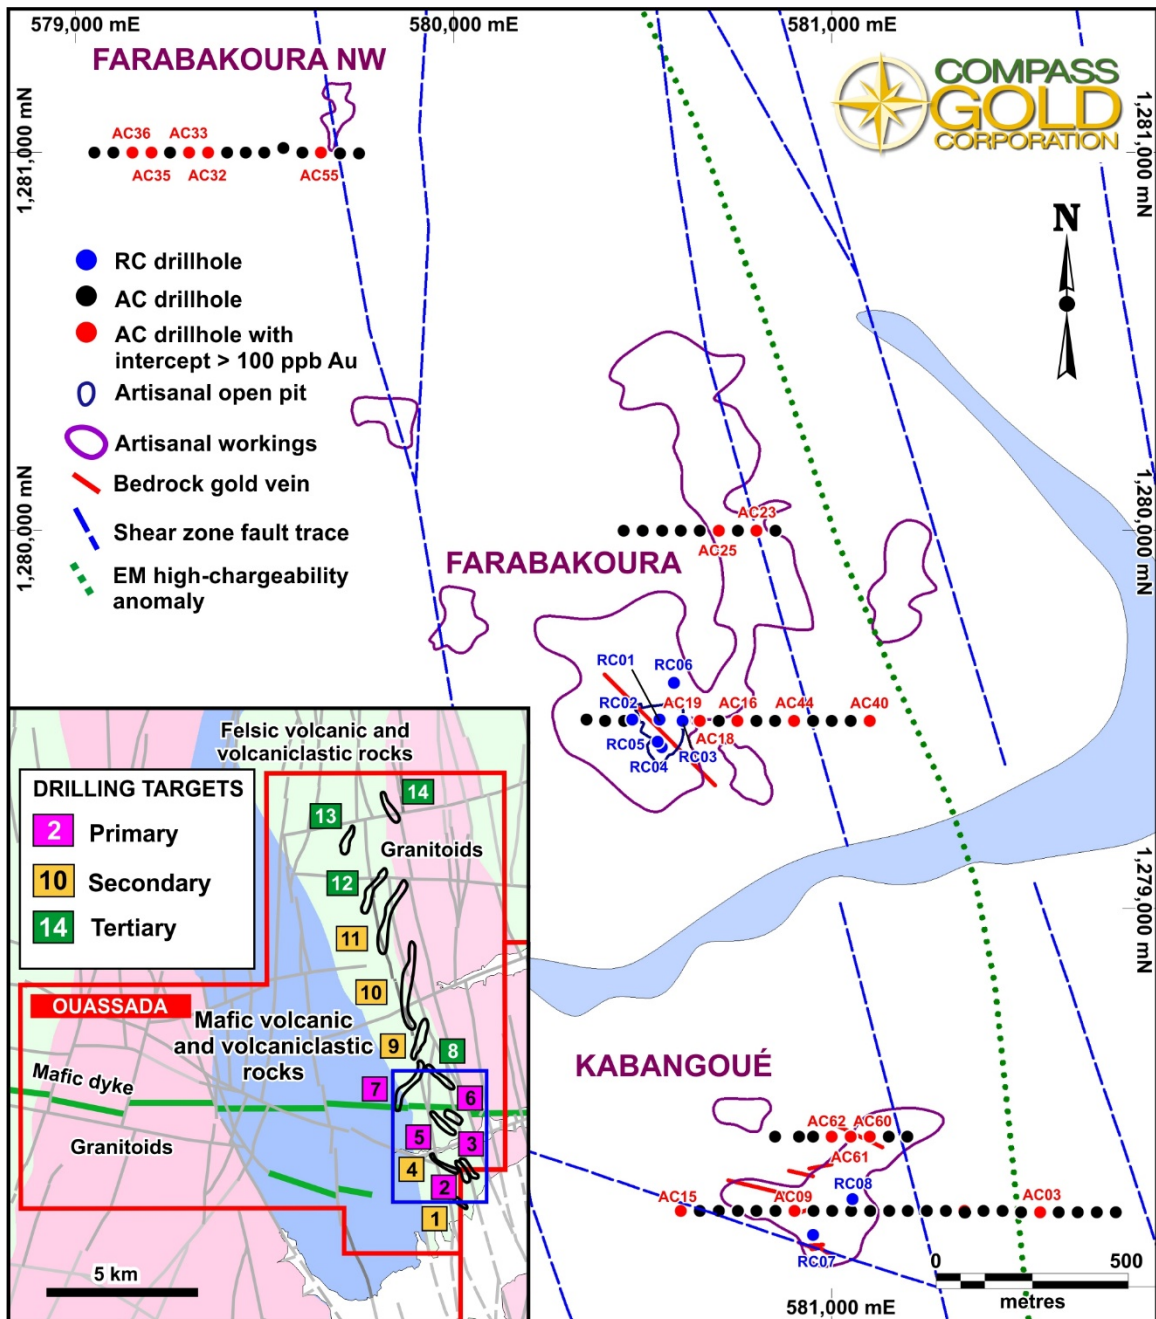 579,000 mE
580,000 mE
581,000 mE
FARABAKOURA NW
COMPASS
GOLD
CORPORATION
1,281,000 mN
1,281,000 mN
AC36
AC33
AC35
AC32
AC55
N
RC drillhole
AC drillhole
AC drillhole with
intercept > 100 ppb Au
Artisanal open pit
Artisanal workings
Bedrock gold vein
Shear zone fault trace
EM high-chargeability
anomaly
1,280,000 mN
1,280,000 mN
AC23
AC25
FARABAKOURA
RC01
RC06
RC02
AC19
AC16
AC44
AC40
AC18
RC05
RC03
RC04
1,279,000 mN
Felsic volcanic and
volcaniclastic rocks
DRILLING TARGETS
2 Primary
10 Secondary
14 Tertiary
14
13
Granitoids
12
11
10
OUASSADA
Mafic volcanic
and volcaniclastic
rocks
9
8
Mafic dyke
7
6
Granitoids
5
3
4
2
1
5 km
KABANGOUÉ
AC62
AC60
AC61
RC08
AC15
AC09
AC03
RC07
0
500
metres
581,000 mE